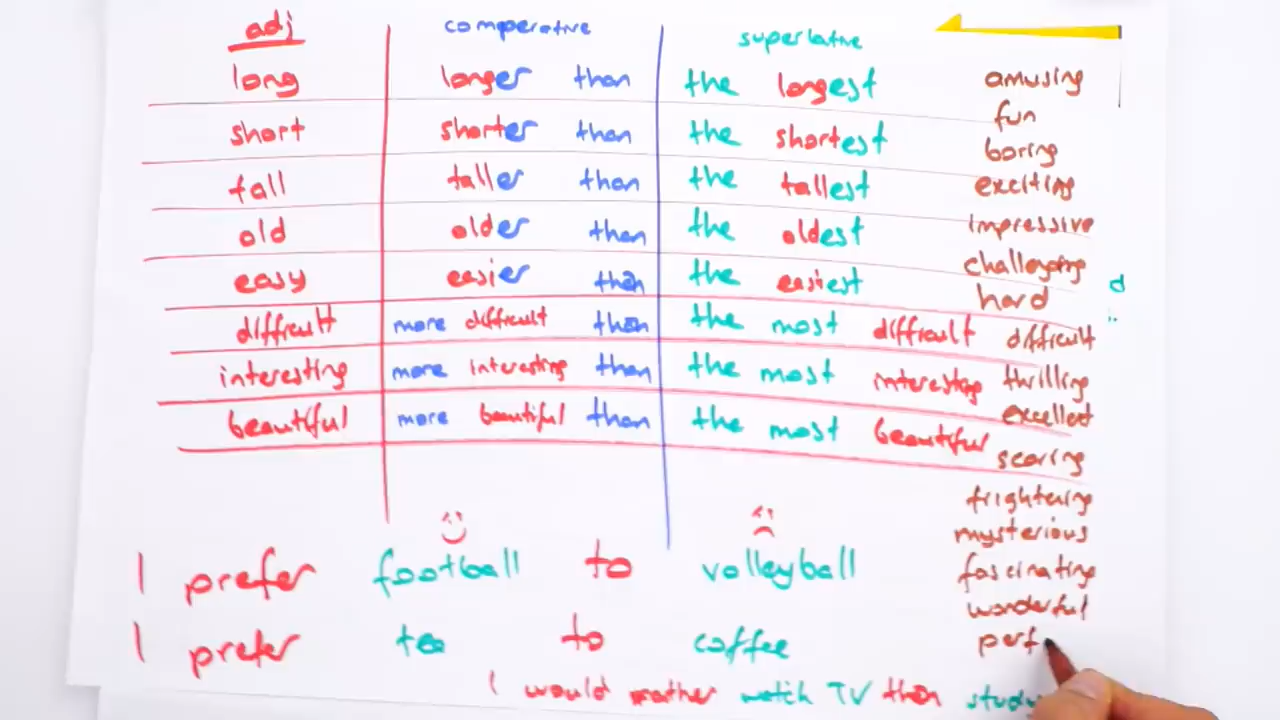 adj comperative superlative
long longer than the longest amusing
fun
short shorter than the shortest boring
tall taller than the tallest exciting
old older than the oldest impressive
easy easier than the easiest challenging
hard
difficult more difficult than the most difficult difficult
interesting more interesting than the most interesting thrilling
beautiful more beautiful than the most beautiful excellent
scaring
frightening
mysterious
I prefer football to volleyball fascinating
wonderful
I prefer tea to coffee perf
I would rather watch TV than study